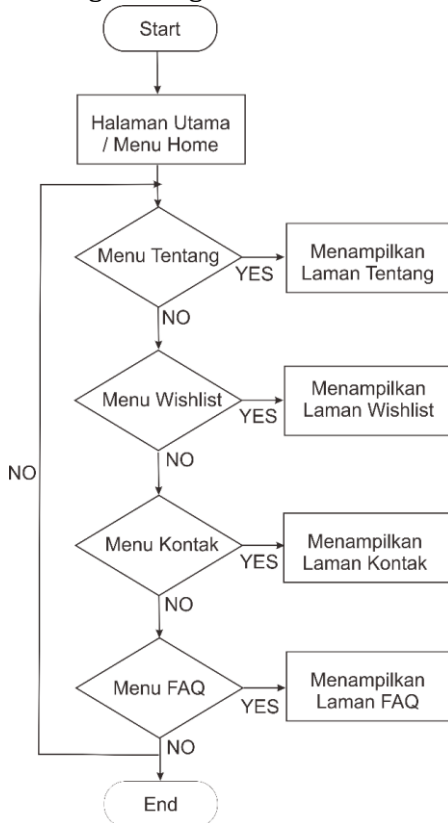 Start
Halaman Utama
/ Menu Home
Menu Tentang
YES
Menampilkan
Laman Tentang
NO
Menu Wishlist
YES
Menampilkan
Laman Wishlist
NO
NO
Menu Kontak
YES
Menampilkan
Laman Kontak
NO
Menu FAQ
YES
Menampilkan
Laman FAQ
NO
End